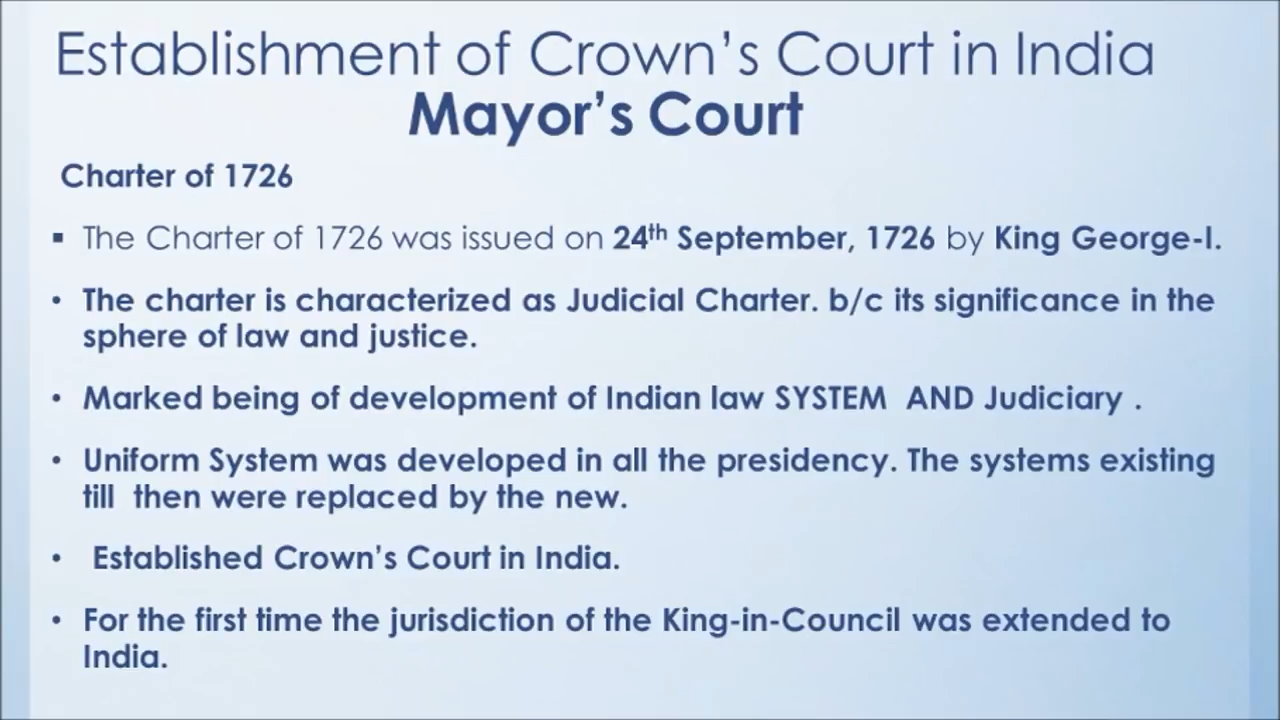 Establishment of Crown's Court in India
Mayor's Court
Charter of 1726
▪ The Charter of 1726 was issued on 24th September, 1726 by King George-I.
• The charter is characterized as Judicial Charter. b/c its significance in the
sphere of law and justice.
• Marked being of development of Indian law SYSTEM AND Judiciary .
• Uniform System was developed in all the presidency. The systems existing
till then were replaced by the new.
• Established Crown's Court in India.
• For the first time the jurisdiction of the King-in-Council was extended to
India.